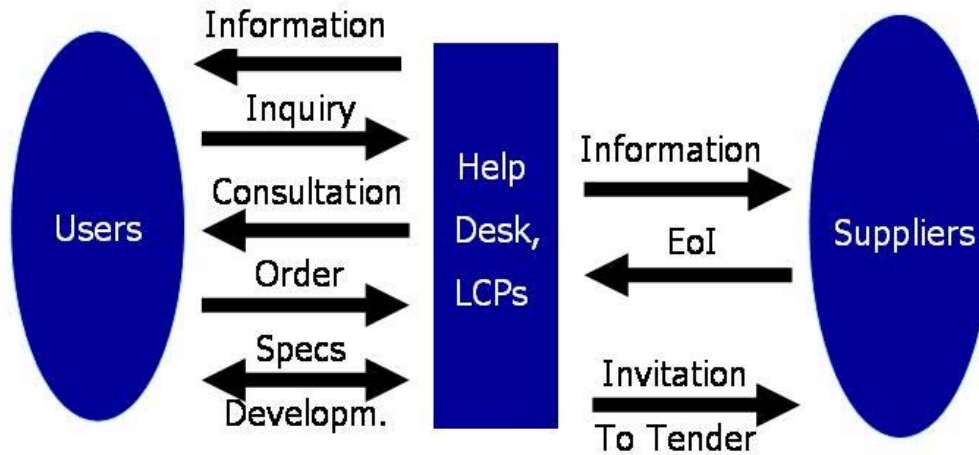 Information
Inquiry
Consultation
Order
Specs
Developm.
Users
Help
Desk,
LCPs
Information
EoI
Invitation
To Tender
Suppliers